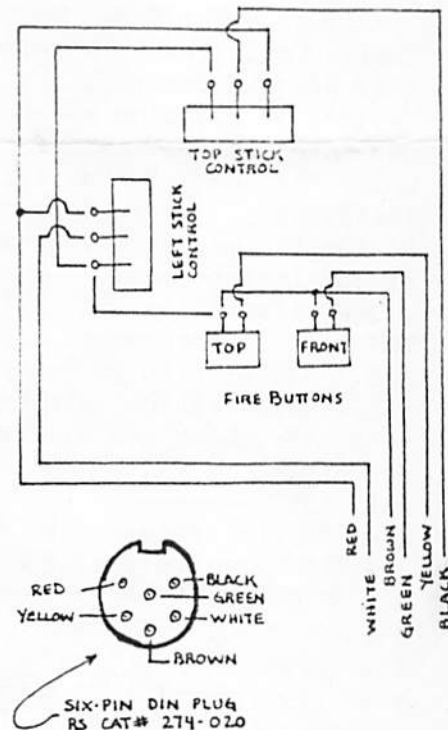 TOP STICK
CONTROL
LEFT STICK
CONTROL
TOP
FRONT
FIRE BUTTONS
RED
WHITE
BROWN
GREEN
YELLOW
BLACK
RED
BLACK
GREEN
YELLOW
WHITE
BROWN
SIX-PIN DIN PLUG
RS CAT# 274-020